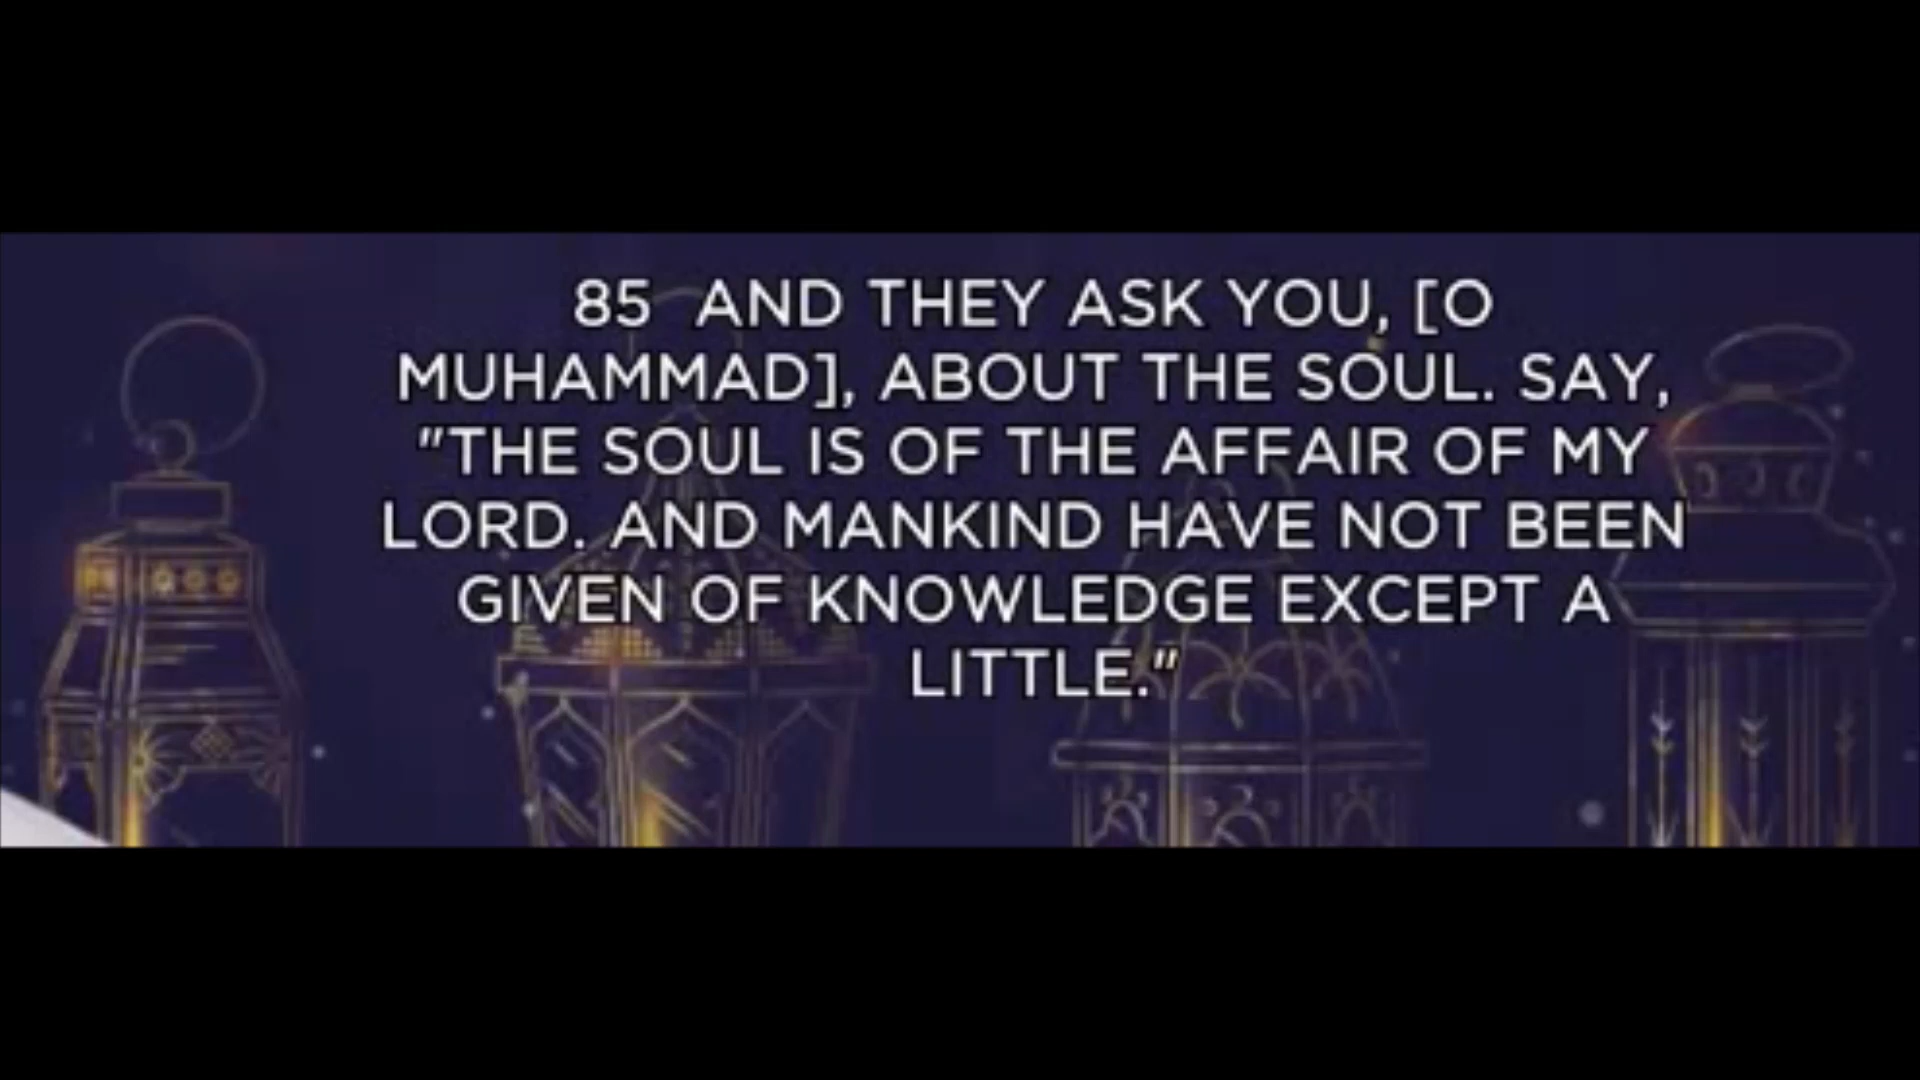 85 AND THEY ASK YOU, [O
MUHAMMAD], ABOUT THE SOUL. SAY,
"THE SOUL IS OF THE AFFAIR OF MY
LORD. AND MANKIND HAVE NOT BEEN
GIVEN OF KNOWLEDGE EXCEPT A
LITTLE."